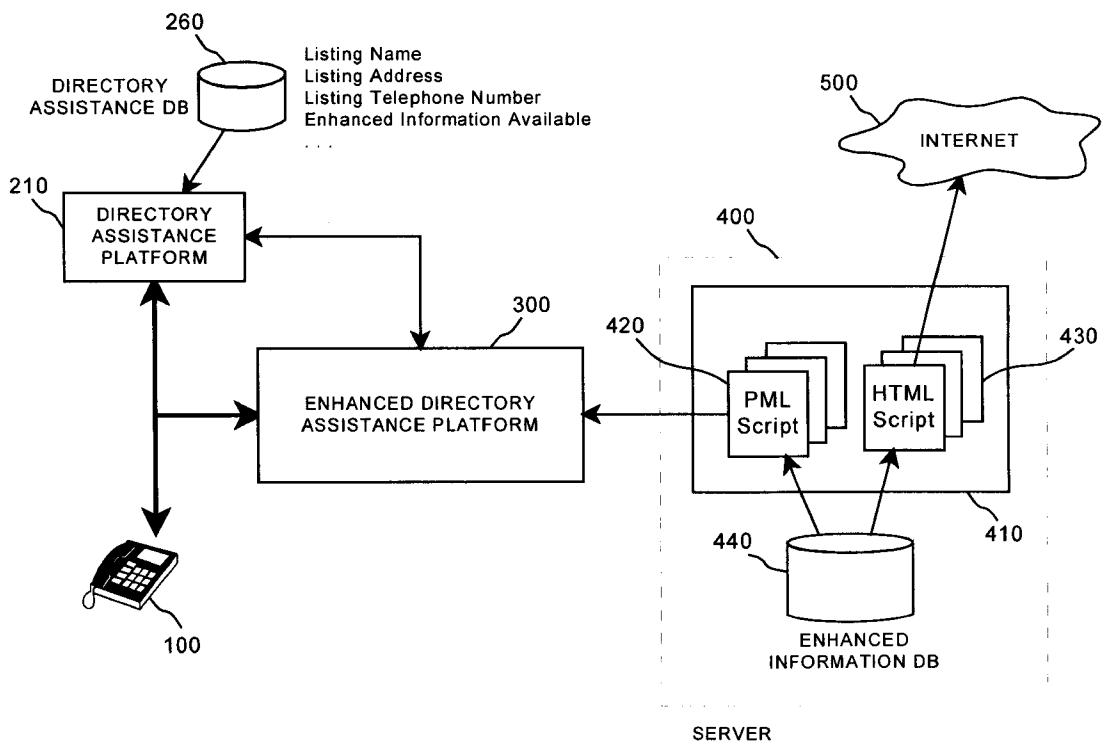 260
DIRECTORY
ASSISTANCE DB
Listing Name
Listing Address
Listing Telephone Number
Enhanced Information Available
. . .
500
INTERNET
210
DIRECTORY
ASSISTANCE
PLATFORM
400
300
ENHANCED DIRECTORY
ASSISTANCE PLATFORM
420
PML
Script
HTML
Script
430
410
440
ENHANCED
INFORMATION DB
100
SERVER